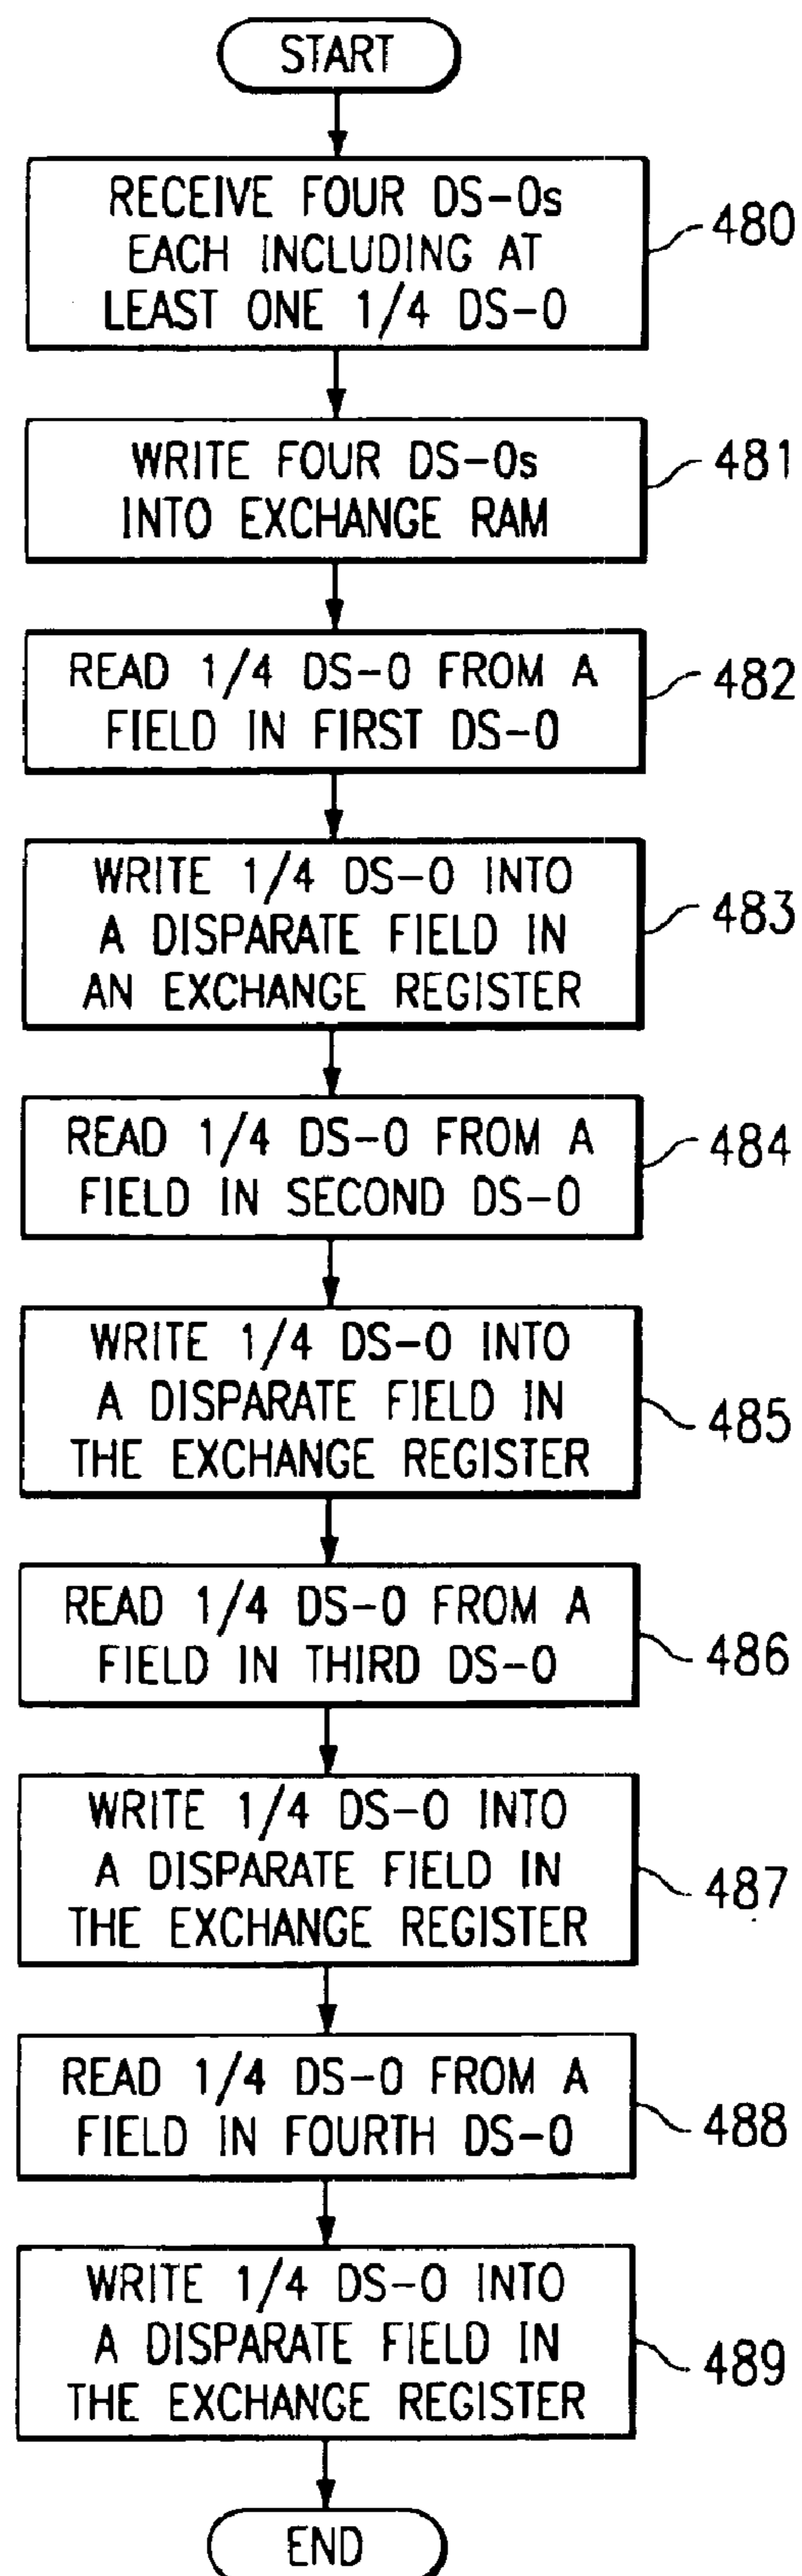 START
RECEIVE FOUR DS-0s
EACH INCLUDING AT
LEAST ONE 1/4 DS-0
480
WRITE FOUR DS-0s
INTO EXCHANGE RAM
481
READ 1/4 DS-0 FROM A
FIELD IN FIRST DS-0
482
WRITE 1/4 DS-0 INTO
A DISPARATE FIELD IN
AN EXCHANGE REGISTER
483
READ 1/4 DS-0 FROM A
FIELD IN SECOND DS-0
484
WRITE 1/4 DS-0 INTO
A DISPARATE FIELD IN
THE EXCHANGE REGISTER
485
READ 1/4 DS-0 FROM A
FIELD IN THIRD DS-0
486
WRITE 1/4 DS-0 INTO
A DISPARATE FIELD IN
THE EXCHANGE REGISTER
487
READ 1/4 DS-0 FROM A
FIELD IN FOURTH DS-0
488
WRITE 1/4 DS-0 INTO
A DISPARATE FIELD IN
THE EXCHANGE REGISTER
489
END